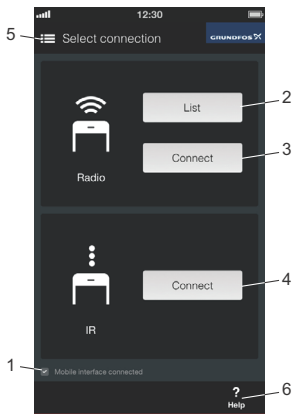 12:30
5
Select connection
GRUNDFOS
List
2
Connect
3
Radio
Connect
4
IR
1
Mobile interface connected
?
6
Help